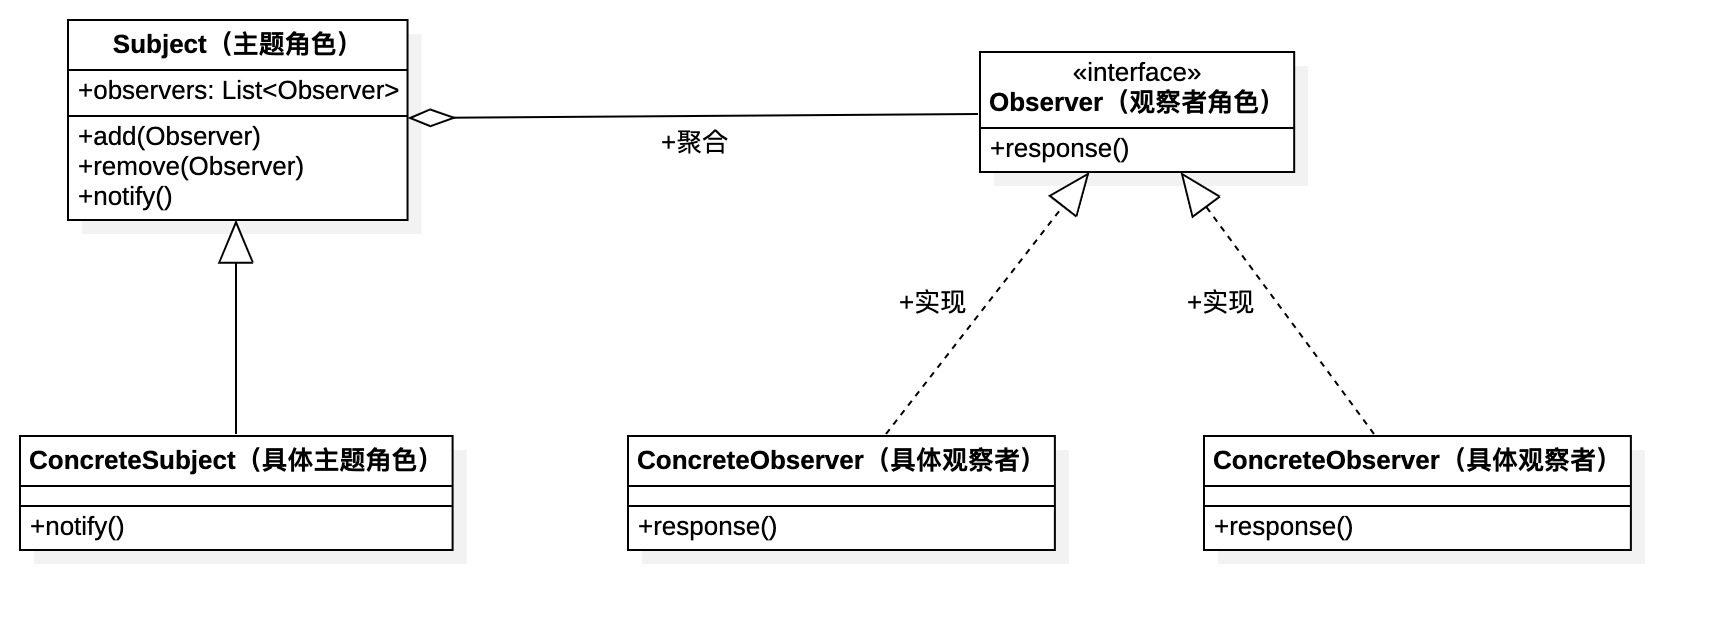 Subject（主题角色）
+observers: List<Observer>
+add(Observer)
+remove(Observer)
+notify()
+聚合
«interface»
Observer（观察者角色）
+response()
+实现
+实现
ConcreteSubject（具体主题角色）
+notify()
ConcreteObserver（具体观察者）
+response()
ConcreteObserver（具体观察者）
+response()